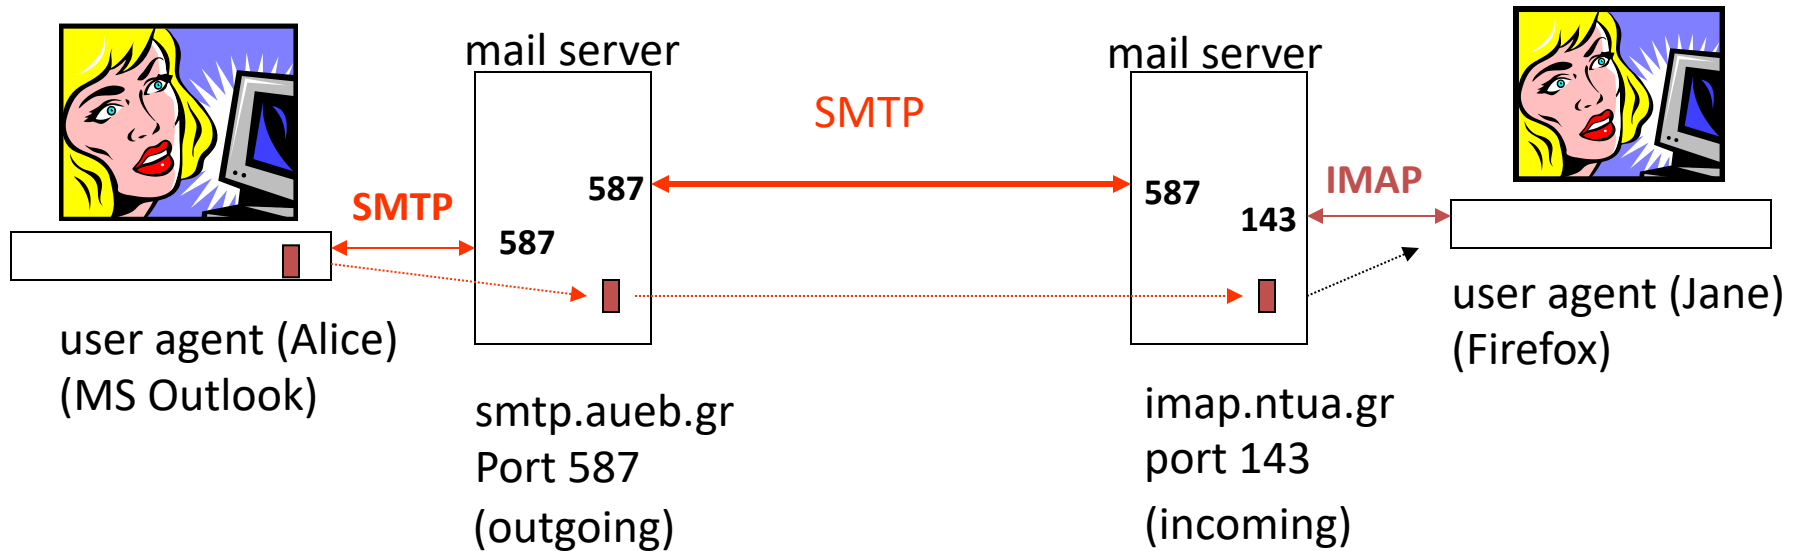 mail server
mail server
SMTP
SMTP
587
587
587
143
IMAP
user agent (Alice)
(MS Outlook)
smtp.aueb.gr
Port 587
(outgoing)
imap.ntua.gr
port 143
(incoming)
user agent (Jane)
(Firefox)